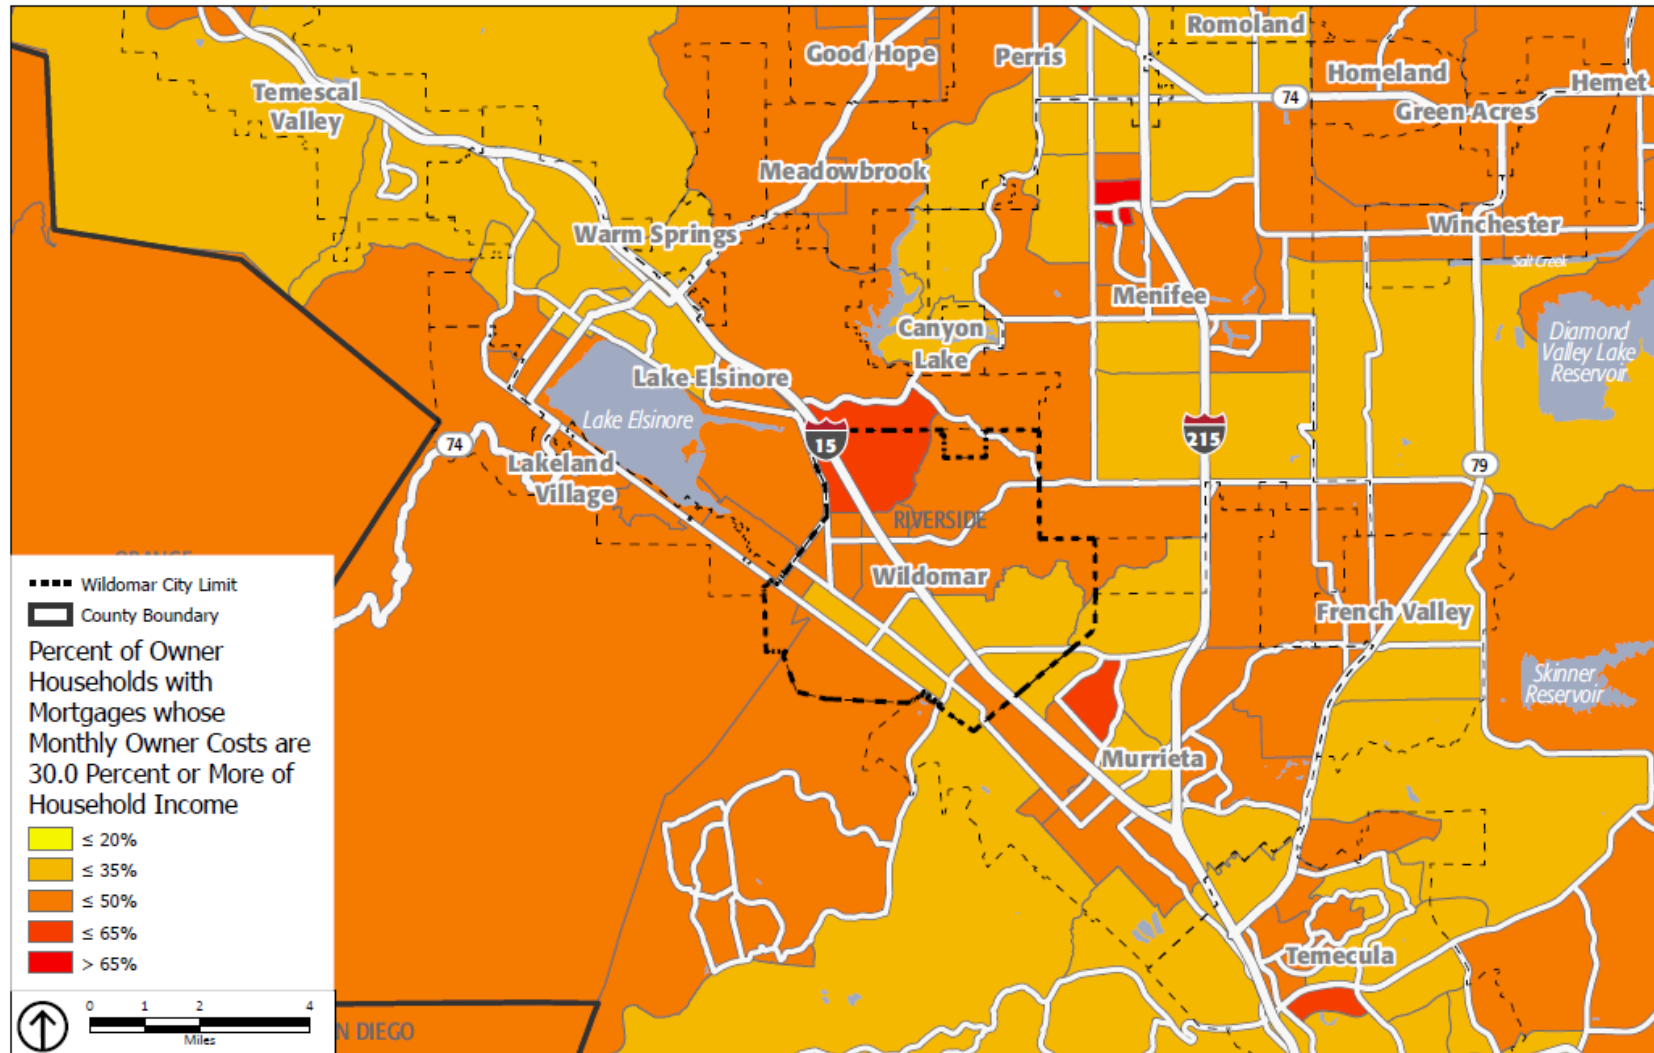 Romoland
Good Hope
Perris
Homeland
Hemet
Temescal
Valley
74
Green Acres
Meadowbrook
Winchester
Warm Springs
Salt Creek
Menifee
Canyon
Lake
Diamond
Valley Lake
Reservoir
Lake Elsinore
Lake Elsinore
15
215
74
79
Lakeland
Village
RIVERSIDE
ORANGE
Wildomar
French Valley
Skinner
Reservoir
Murrieta
Temecula
Wildomar City Limit
County Boundary
Percent of Owner
Households with
Mortgages whose
Monthly Owner Costs are
30.0 Percent or More of
Household Income
≤ 20%
≤ 35%
≤ 50%
≤ 65%
> 65%
0 1 2 4
Miles
N DIEGO